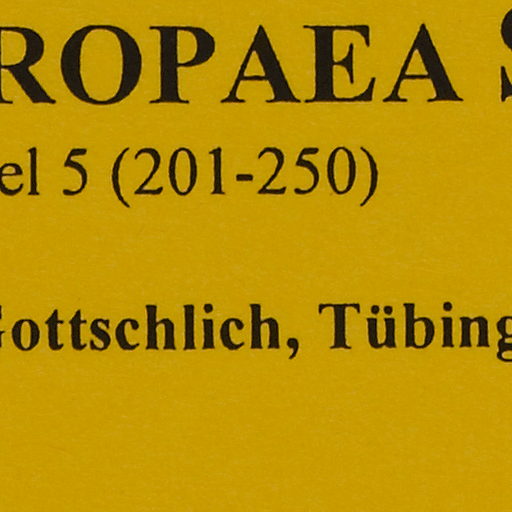 ROPAEA S
el 5 (201-250)
Gottschlich, Tübing